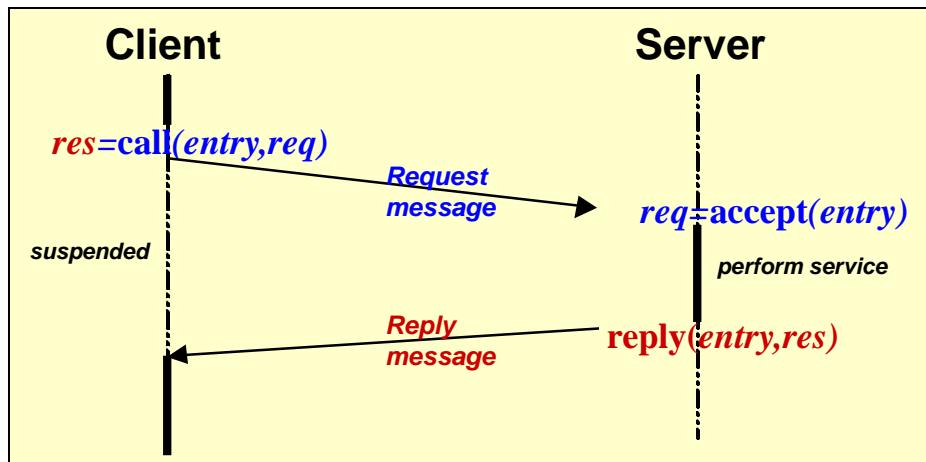 Client
Server
res=call(entry,req)
Request
message
req=accept(entry)
suspended
perform service
Reply
message
reply(entry,res)